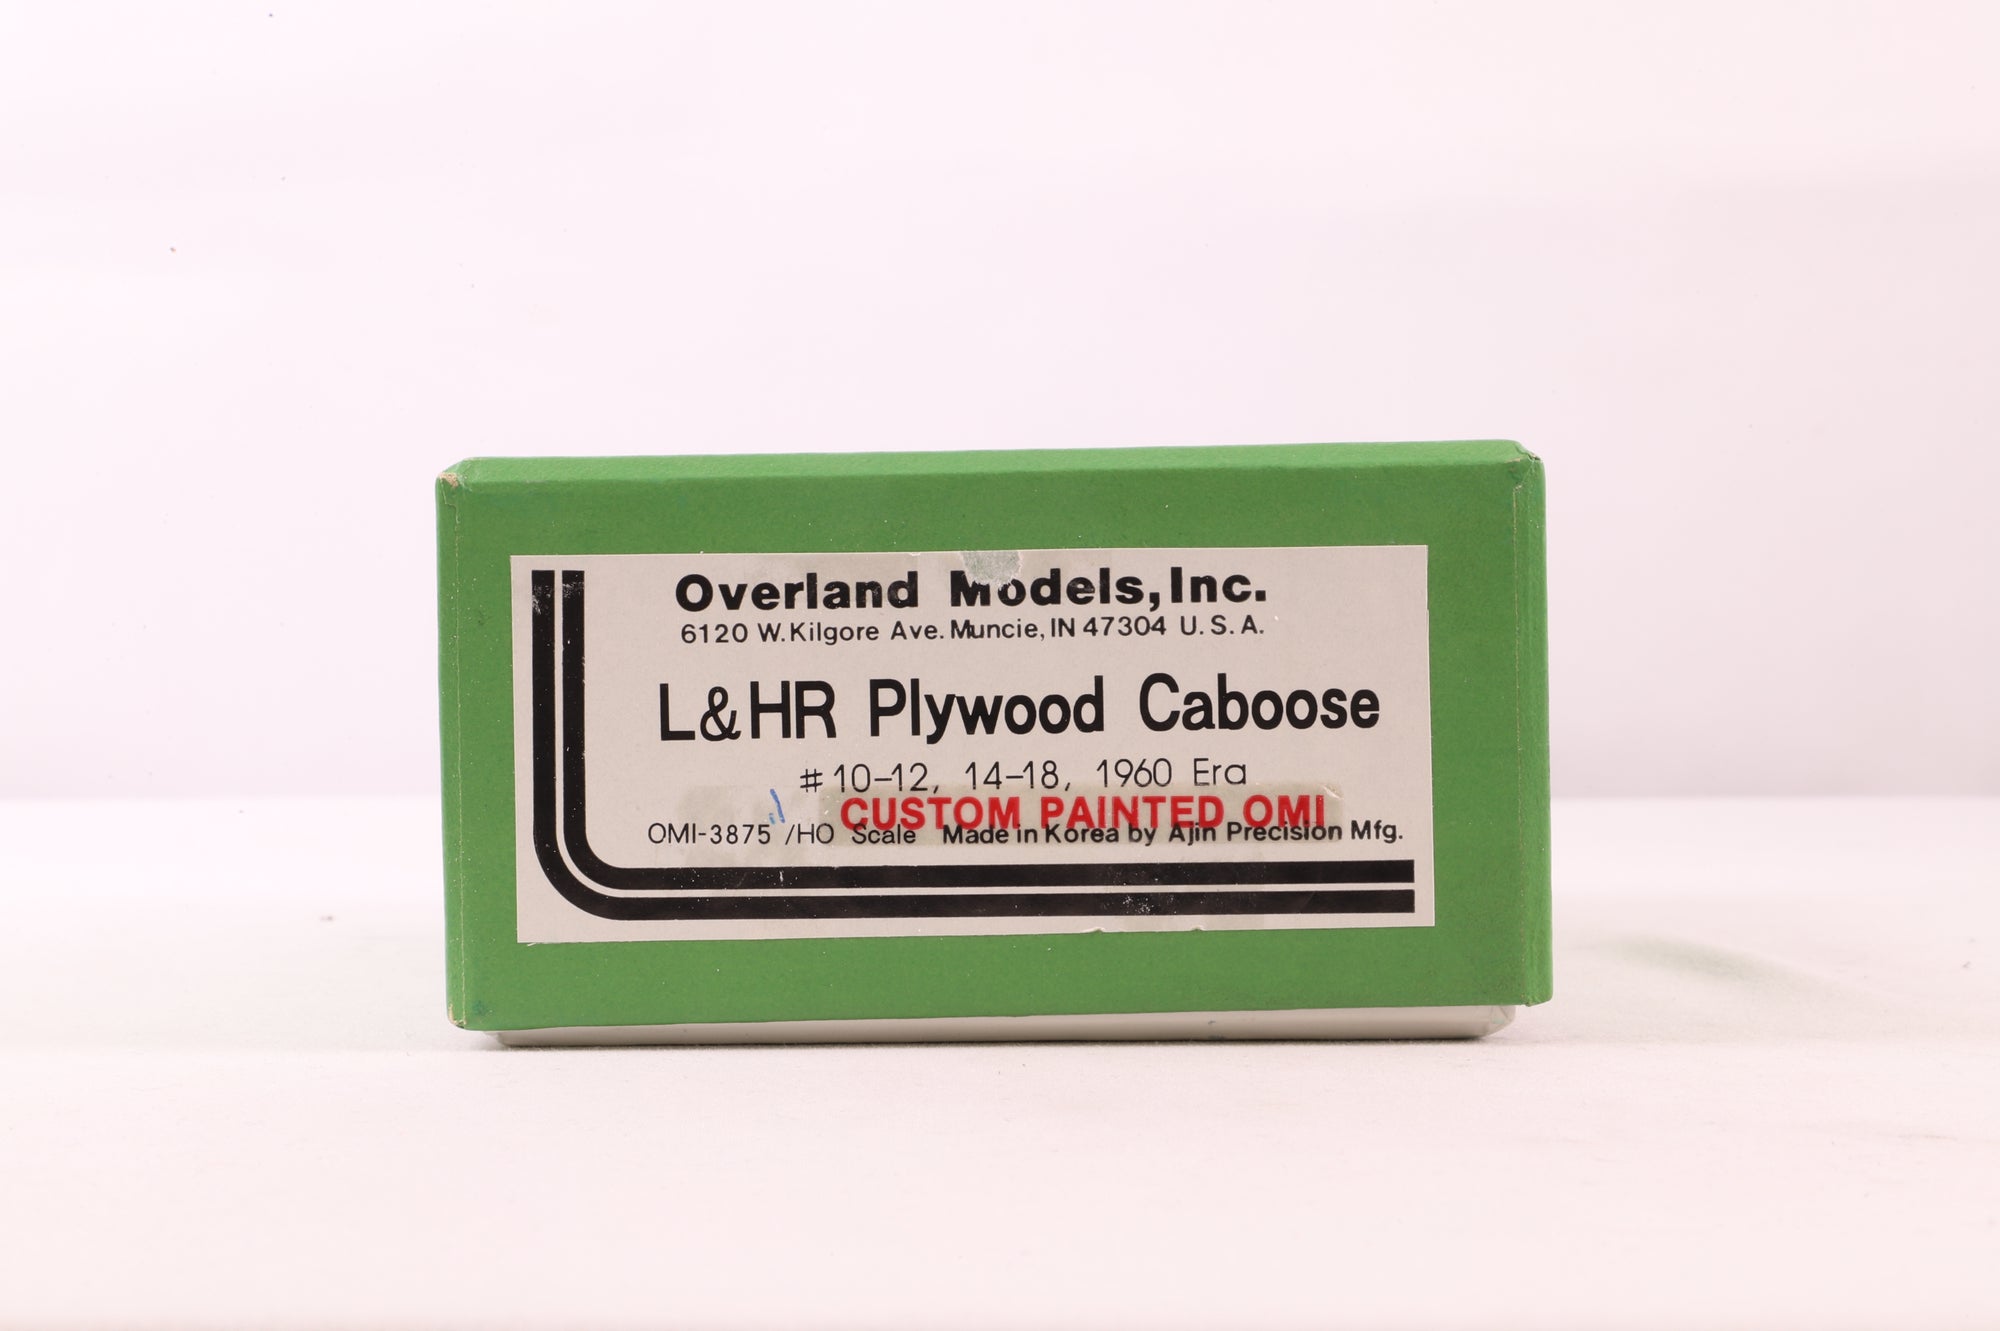 Overland Models, Inc.
6120 W. Kilgore Ave. Muncie, IN 47304 U.S.A.
L&HR Plywood Caboose
#10-12, 14-18, 1960 Era
CUSTOM PAINTED OMI
OMI-3875 .1 /HO Scale Made in Korea by Ajin Precision Mfg.